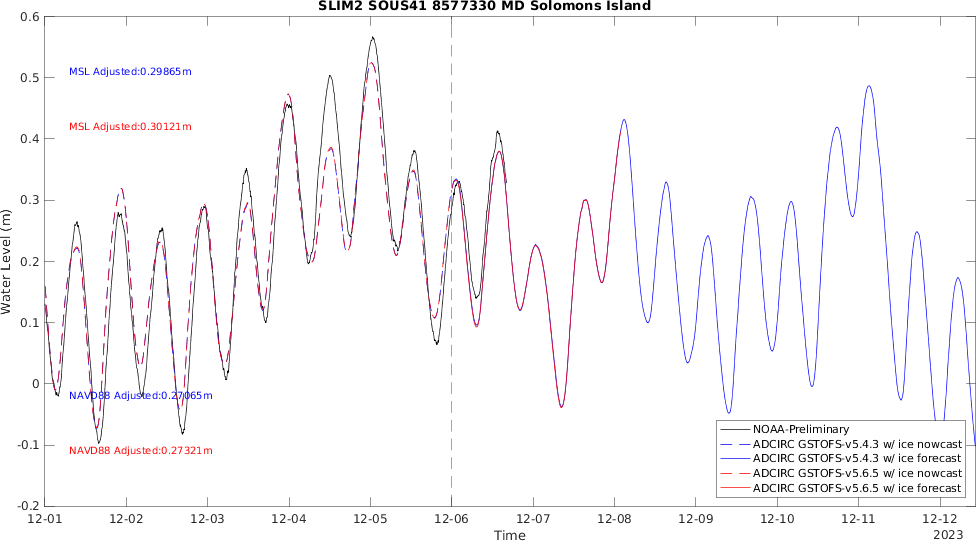 SLIM2 SOUS41 8577330 MD Solomons Island
0.6
0.5
0.4
0.3
0.2
0.1
0
-0.1
-0.2
Water Level (m)
MSL Adjusted:0.29865m
MSL Adjusted:0.30121m
NAVD88 Adjusted:0.27065m
NAVD88 Adjusted:0.27321m
NOAA-Preliminary
ADCIRC GSTOFS-v5.4.3 w/ ice nowcast
ADCIRC GSTOFS-v5.4.3 w/ ice forecast
ADCIRC GSTOFS-v5.6.5 w/ ice nowcast
ADCIRC GSTOFS-v5.6.5 w/ ice forecast
12-01 12-02 12-03 12-04 12-05 12-06 12-07 12-08 12-09 12-10 12-11 12-12
Time
2023